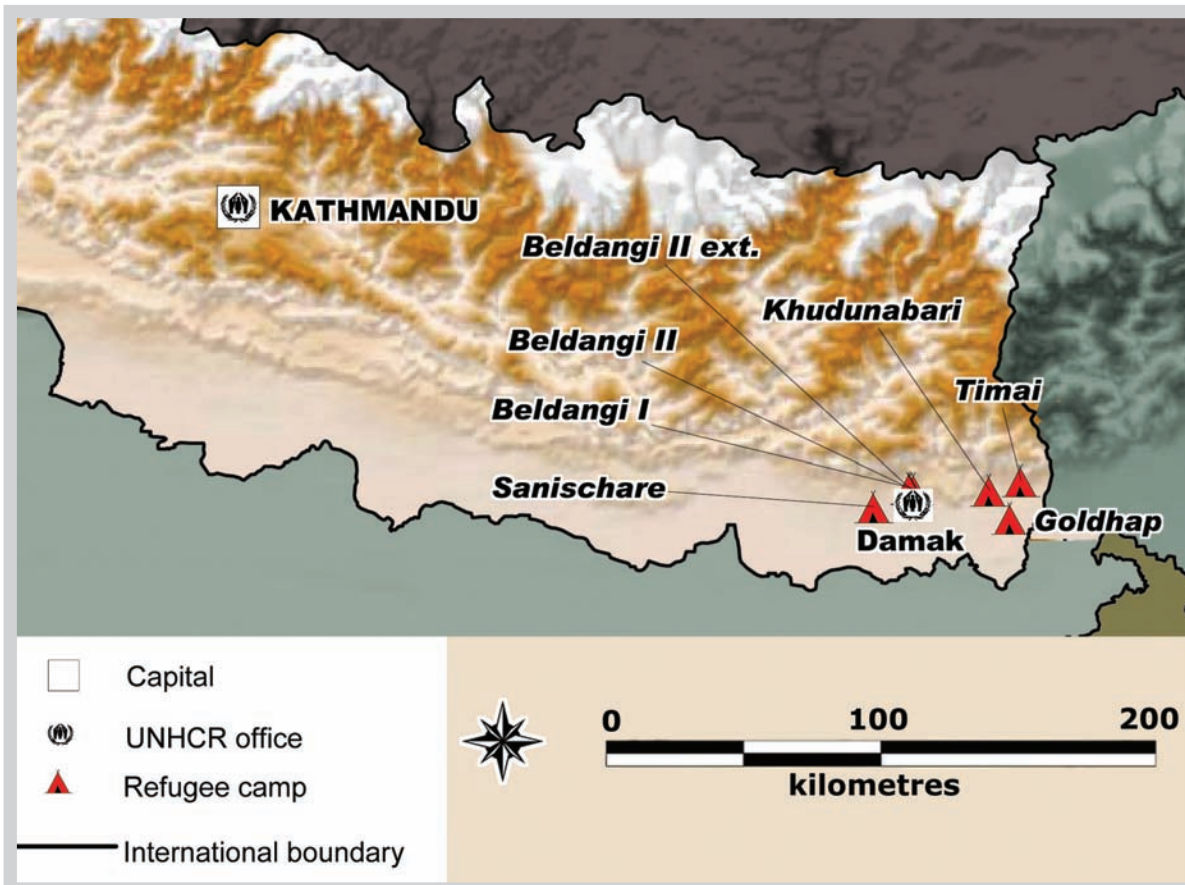 KATHMANDU
Beldangi II ext.
Khudunabari
Beldangi II
Timai
Beldangi I
Sanischare
Goldhap
Damak
Capital
UNHCR office
Refugee camp
International boundary
0 100 200
kilometres